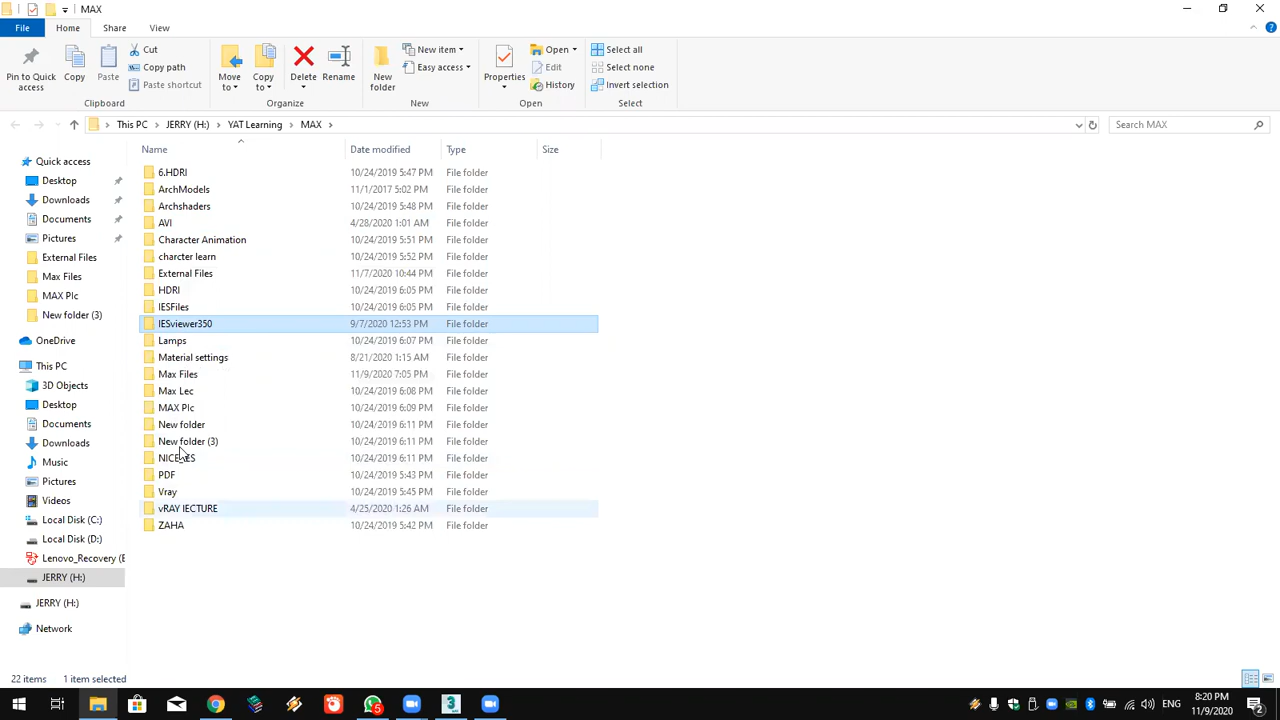 MAX
File Home Share View
Pin to Quick access
Copy
Paste
Cut
Copy path
Paste shortcut
Clipboard
Move to
Copy to
Delete
Rename
Organize
New folder
New item
Easy access
New
Properties
Open
Edit
History
Open
Select all
Select none
Invert selection
Select
This PC > JERRY (H:) > YAT Learning > MAX >
Search MAX
Name Date modified Type Size
Quick access
Desktop
Downloads
Documents
Pictures
External Files
Max Files
MAX Plc
New folder (3)
OneDrive
This PC
3D Objects
Desktop
Documents
Downloads
Music
Pictures
Videos
Local Disk (C:)
Local Disk (D:)
Lenovo_Recovery (E
JERRY (H:)
JERRY (H:)
Network
6.HDRI 10/24/2019 5:47 PM File folder
ArchModels 11/1/2017 5:02 PM File folder
Archshaders 10/24/2019 5:48 PM File folder
AVI 4/28/2020 1:01 AM File folder
Character Animation 10/24/2019 5:51 PM File folder
charcter learn 10/24/2019 5:52 PM File folder
External Files 11/7/2020 10:44 PM File folder
HDRI 10/24/2019 6:05 PM File folder
IESFiles 10/24/2019 6:05 PM File folder
IESviewer350 9/7/2020 12:53 PM File folder
Lamps 10/24/2019 6:07 PM File folder
Material settings 8/21/2020 1:15 AM File folder
Max Files 11/9/2020 7:05 PM File folder
Max Lec 10/24/2019 6:08 PM File folder
MAX Plc 10/24/2019 6:09 PM File folder
New folder 10/24/2019 6:11 PM File folder
New folder (3) 10/24/2019 6:11 PM File folder
10/24/2019 6:11 PM File folder
PDF 10/24/2019 5:43 PM File folder
Vray 10/24/2019 5:45 PM File folder
vRAY lECTURE 4/25/2020 1:26 AM File folder
ZAHA 10/24/2019 5:42 PM File folder
22 items 1 item selected
5
3
ENG
8:20 PM
11/9/2020
2